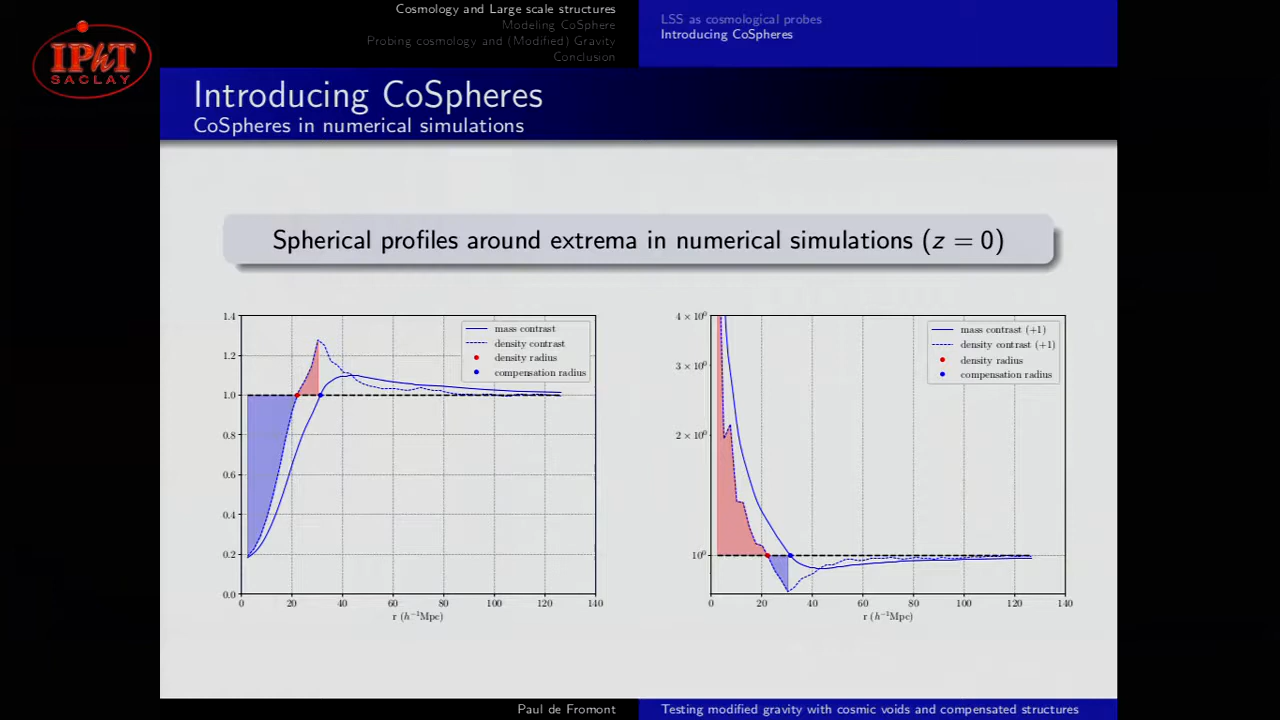 IPhT
SACLAY
Cosmology and Large scale structures
Modeling CoSphere
Probing cosmology and (Modified) Gravity
Conclusion
LSS as cosmological probes
Introducing CoSpheres
Introducing CoSpheres
CoSpheres in numerical simulations
Spherical profiles around extrema in numerical simulations (z = 0)
1.4
1.2
1.0
0.8
0.6
0.4
0.2
0.0
0 20 40 60 80 100 120 140
r (h⁻¹Mpc)
mass contrast
density contrast
density radius
compensation radius
4 × 10⁰
3 × 10⁰
2 × 10⁰
10⁰
0 20 40 60 80 100 120 140
r (h⁻¹Mpc)
mass contrast (+1)
density contrast (+1)
density radius
compensation radius
Paul de Fromont
Testing modified gravity with cosmic voids and compensated structures